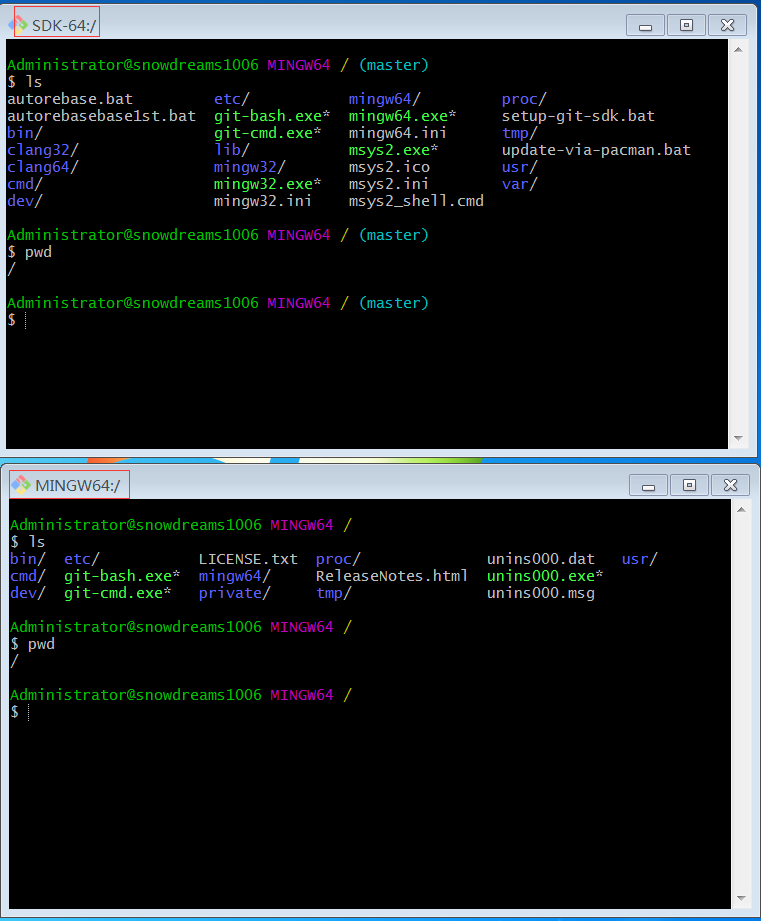 SDK-64:/
Administrator@snowdreams1006 MINGW64 / (master)
$ ls
autorebase.bat etc/ mingw64/ proc/
autorebasebase1st.bat git-bash.exe* mingw64.exe* setup-git-sdk.bat
bin/ git-cmd.exe* mingw64.ini tmp/
clang32/ lib/ msys2.exe* update-via-pacman.bat
clang64/ mingw32/ msys2.ico usr/
cmd/ mingw32.exe* msys2.ini var/
dev/ mingw32.ini msys2_shell.cmd
Administrator@snowdreams1006 MINGW64 / (master)
$ pwd
/
Administrator@snowdreams1006 MINGW64 / (master)
$
MINGW64:/
Administrator@snowdreams1006 MINGW64 /
$ ls
bin/ etc/ LICENSE.txt proc/ unins000.dat usr/
cmd/ git-bash.exe* mingw64/ ReleaseNotes.html unins000.exe*
dev/ git-cmd.exe* private/ tmp/ unins000.msg
Administrator@snowdreams1006 MINGW64 /
$ pwd
/
Administrator@snowdreams1006 MINGW64 /
$